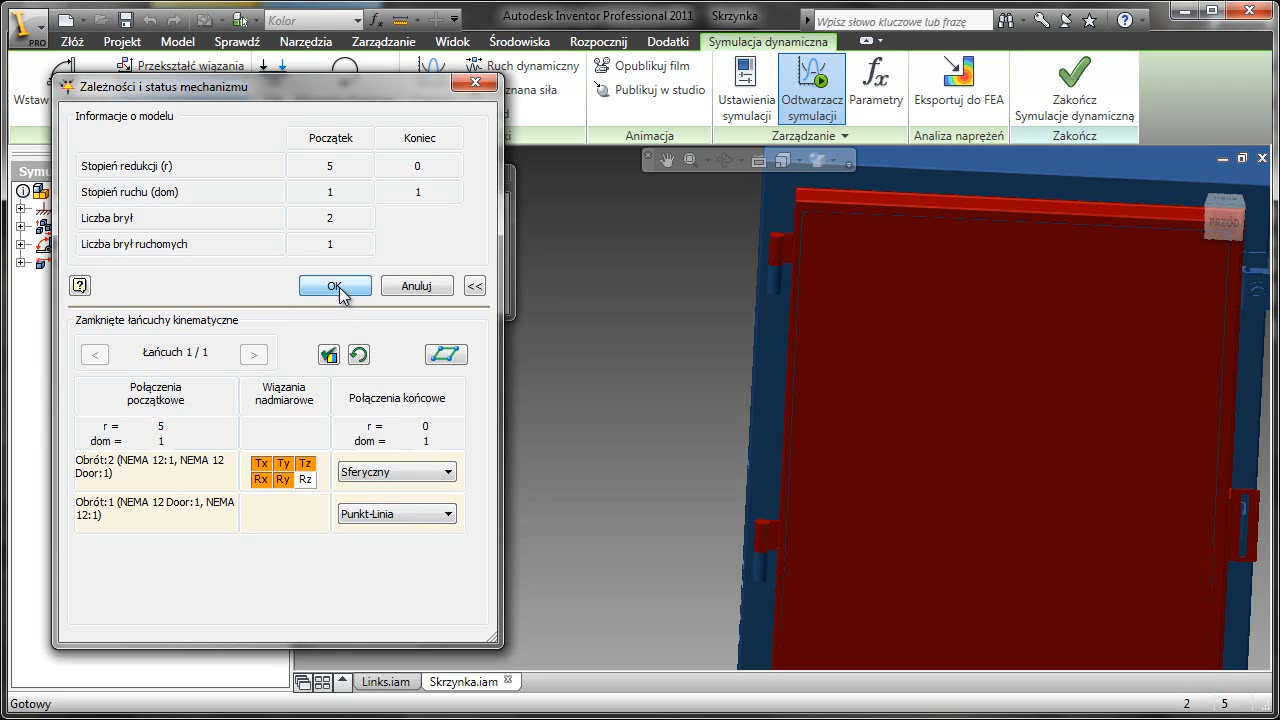 PRO
Kolor
Autodesk Inventor Professional 2011
Skrzynka
Wpisz słowo kluczowe lub frazę
Złóż
Projekt
Model
Sprawdź
Narzędzia
Zarządzanie
Widok
Środowiska
Rozpocznij
Dodatki
Symulacja dynamiczna
Wstaw
Przekształć wiązania
Ruch dynamiczny
znana siła
Opublikuj film
Publikuj w studio
Animacja
Ustawienia
symulacji
Odtwarzacz
symulacji
Parametry
Zarządzanie
Eksportuj do FEA
Analiza naprężeń
Zakończ
Symulację dynamiczną
Zakończ
Symu
Zależności i status mechanizmu
Informacje o modelu
Początek
Koniec
Stopień redukcji (r)
5
0
Stopień ruchu (dom)
1
1
Liczba brył
2
Liczba brył ruchomych
1
OK
Anuluj
<<
Zamknięte łańcuchy kinematyczne
<
Łańcuch 1 / 1
>
Połączenia
początkowe
Wiązania
nadmiarowe
Połączenia końcowe
r = 5
dom = 1
r = 0
dom = 1
Obrót:2 (NEMA 12:1, NEMA 12
Door:1)
Tx Ty Tz
Rx Ry Rz
Sferyczny
Obrót:1 (NEMA 12 Door:1, NEMA
12:1)
Punkt-Linia
PRZÓD
Links.iam
Skrzynka.iam
Gotowy
2
5